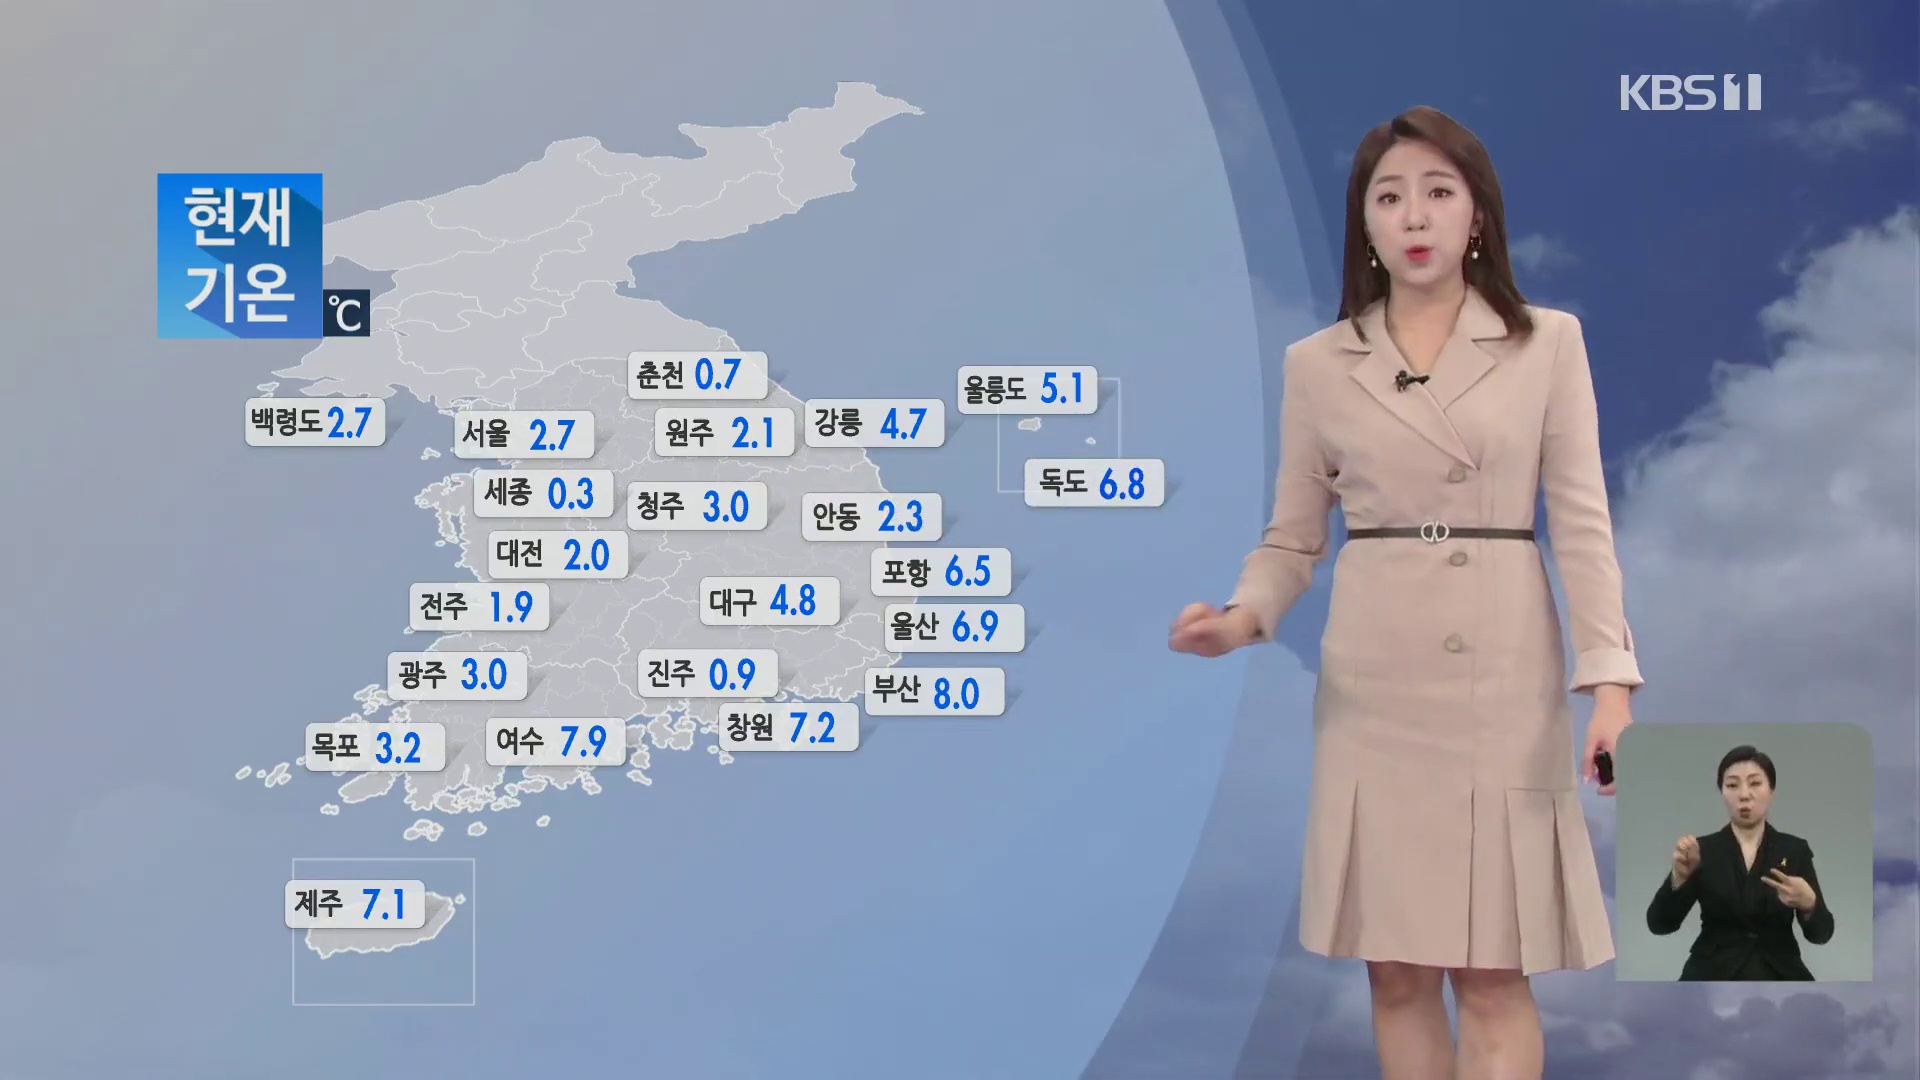 KBS 1
현재
기온
℃
춘천 0.7
울릉도 5.1
백령도 2.7
서울 2.7
원주 2.1
강릉 4.7
독도 6.8
세종 0.3
청주 3.0
안동 2.3
대전 2.0
포항 6.5
전주 1.9
대구 4.8
울산 6.9
광주 3.0
진주 0.9
부산 8.0
목포 3.2
여수 7.9
창원 7.2
제주 7.1